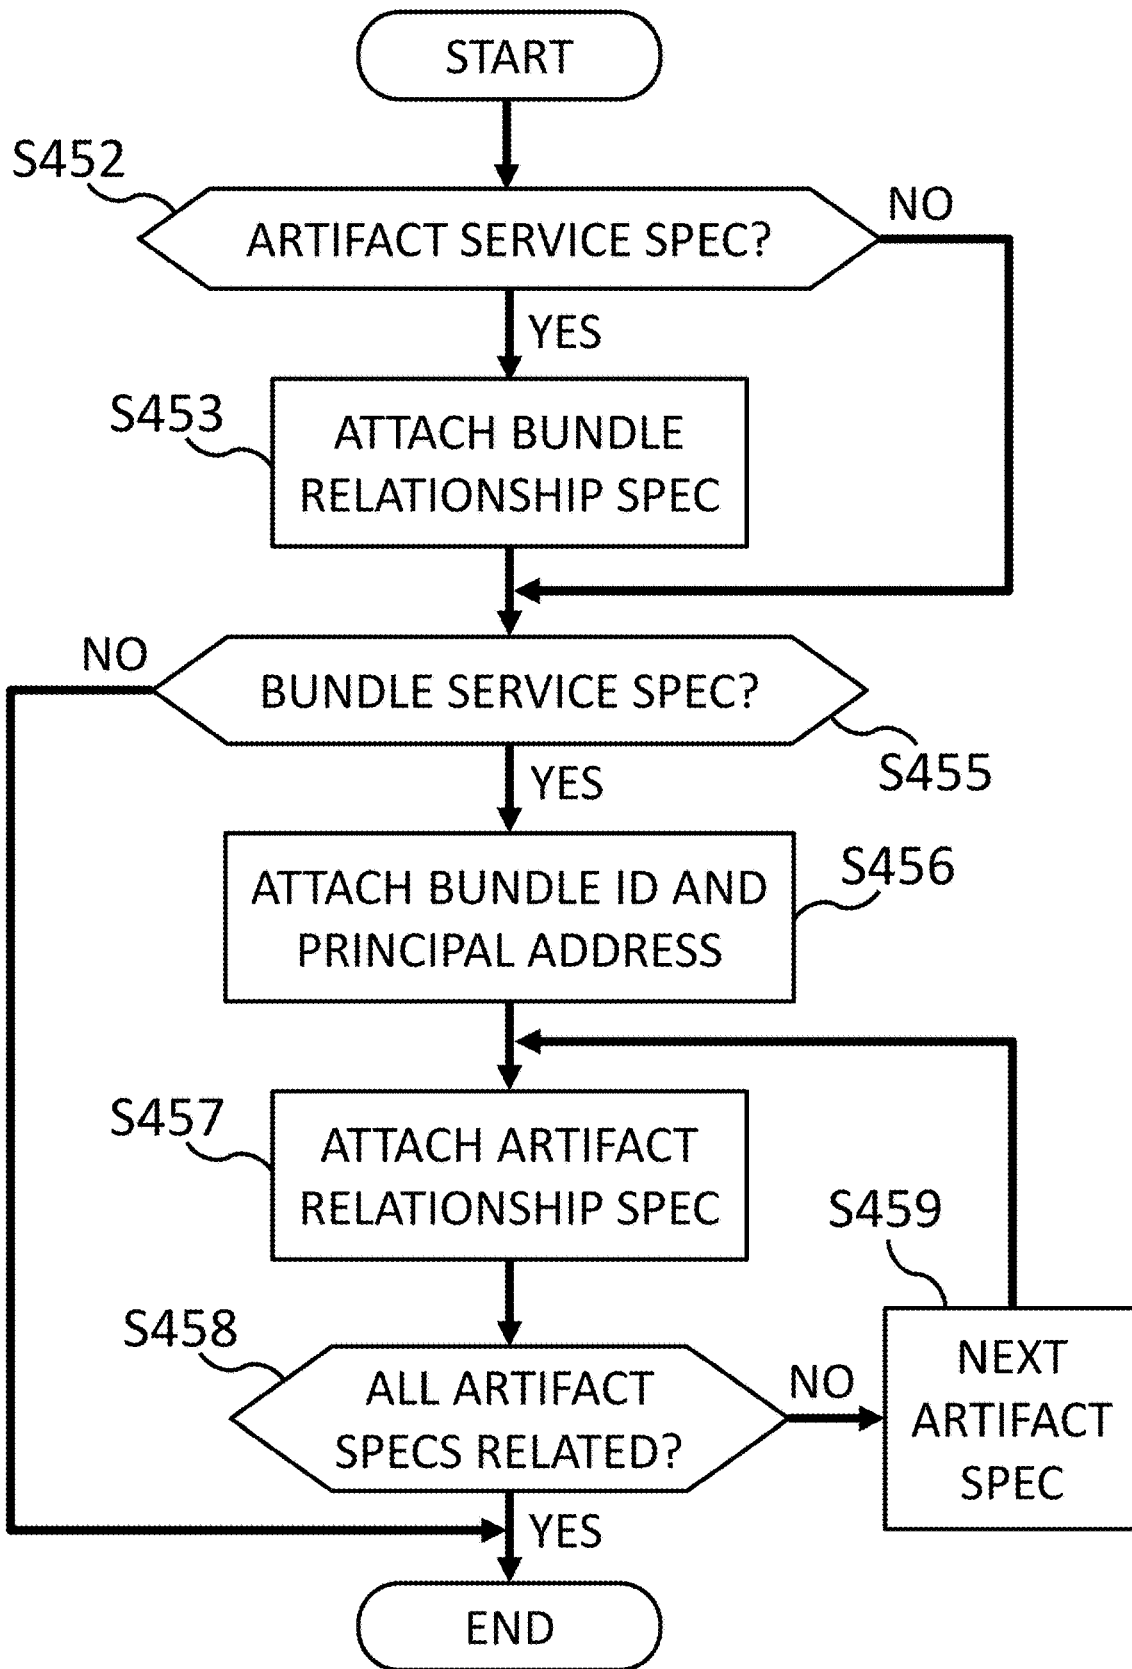 START
S452
NO
ARTIFACT SERVICE SPEC?
YES
S453
ATTACH BUNDLE
RELATIONSHIP SPEC
NO
BUNDLE SERVICE SPEC?
S455
YES
S456
ATTACH BUNDLE ID AND
PRINCIPAL ADDRESS
S457
ATTACH ARTIFACT
RELATIONSHIP SPEC
S459
S458
ALL ARTIFACT
SPECS RELATED?
NO
NEXT
ARTIFACT
SPEC
YES
END